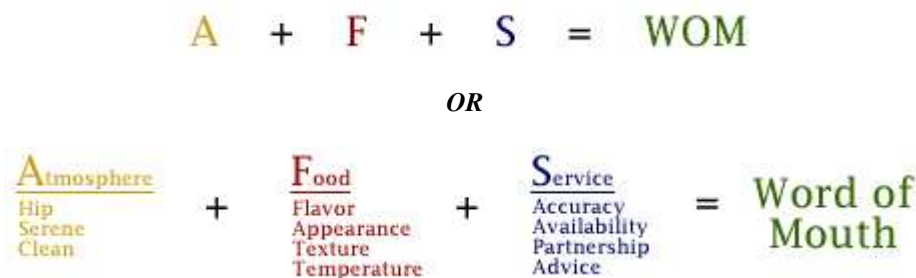 A + F + S = WOM
OR
Atmosphere + Food + Service = Word of Mouth
Hip Flavor Accuracy
Serene Appearance Availability
Clean Texture Partnership
Temperature Advice